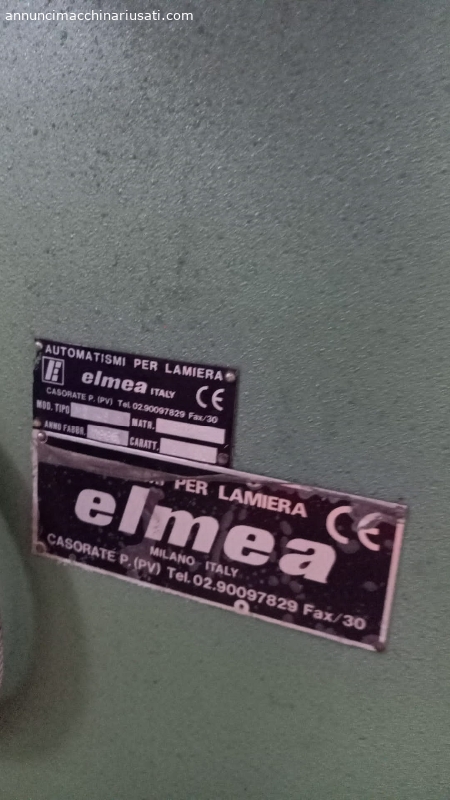 annuncimacchinariusati.com
AUTOMATISMI PER LAMIERA
elmea ITALY CE
CASORATE P. (PV) Tel. 02.90097829 Fax/30
MOD. TIPO MATR.
ANNO FABBR. CARATT.
PER LAMIERA
elmea CE
MILANO ITALY
CASORATE P. (PV) Tel. 02.90097829 Fax/30